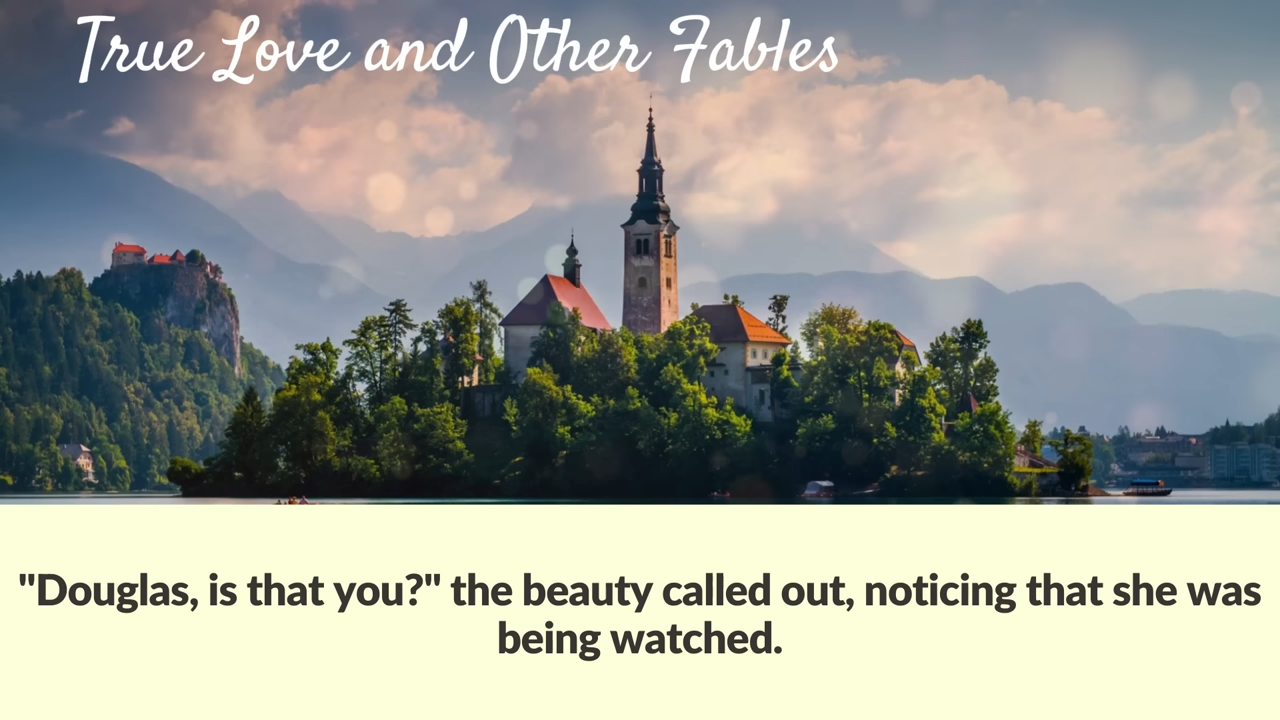 True Love and Other Fables
"Douglas, is that you?" the beauty called out, noticing that she was
being watched.